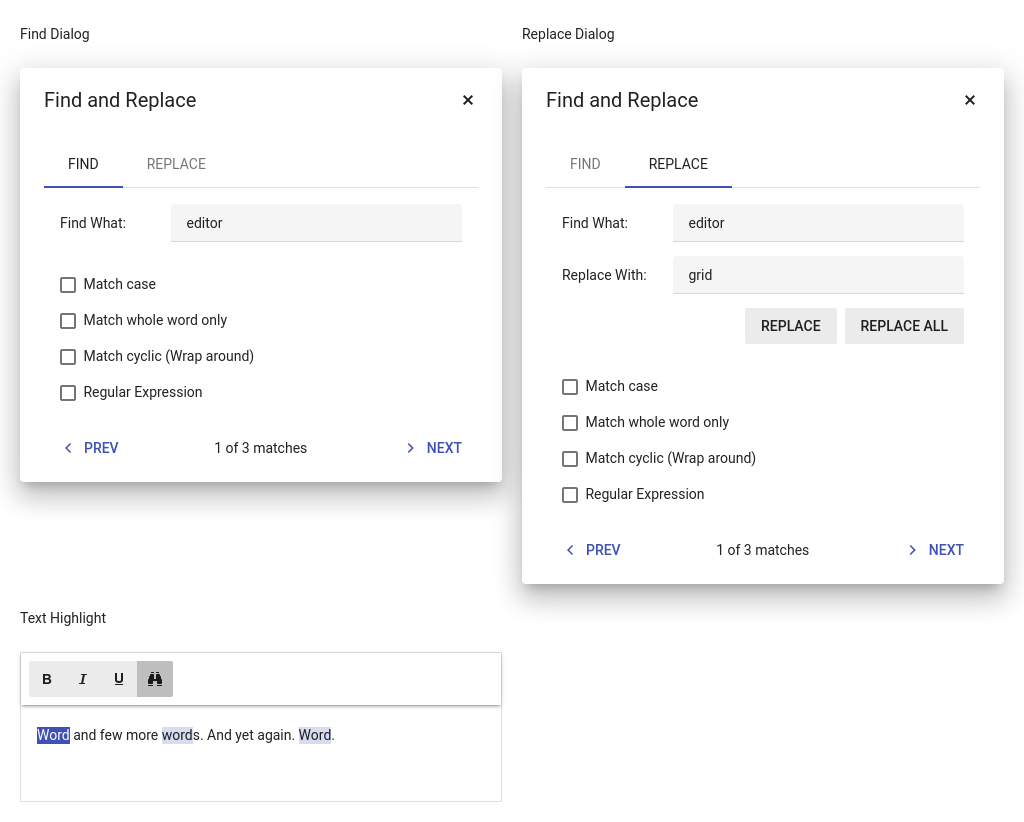 Find Dialog
Find and Replace
FIND REPLACE
Find What: editor
Match case
Match whole word only
Match cyclic (Wrap around)
Regular Expression
PREV 1 of 3 matches NEXT
Replace Dialog
Find and Replace
FIND REPLACE
Find What: editor
Replace With: grid
REPLACE REPLACE ALL
Match case
Match whole word only
Match cyclic (Wrap around)
Regular Expression
PREV 1 of 3 matches NEXT
Text Highlight
B I U
Word and few more words. And yet again. Word.